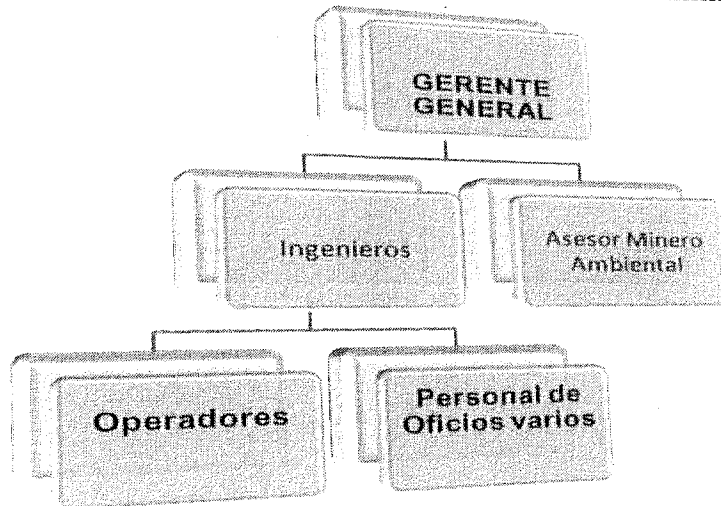 GERENTE
GENERAL
Ingenieros
Asesor Minero
Ambiental
Operadores
Personal de
Oficios varios